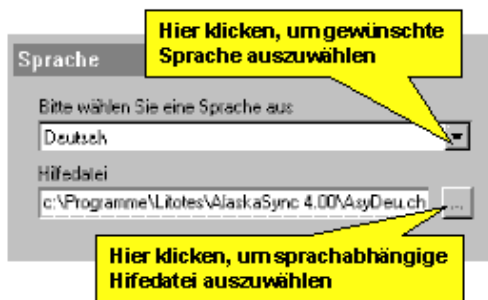 Hier klicken, um gewünschte
Sprache auszuwählen
Sprache
Bitte wählen Sie eine Sprache aus
Deutsch
Hilfedatei
c:\Programme\Litotes\AlaskaSync 4.00\AsyDeu.ch
...
Hier klicken, um sprachabhängige
Hifedatei auszuwählen